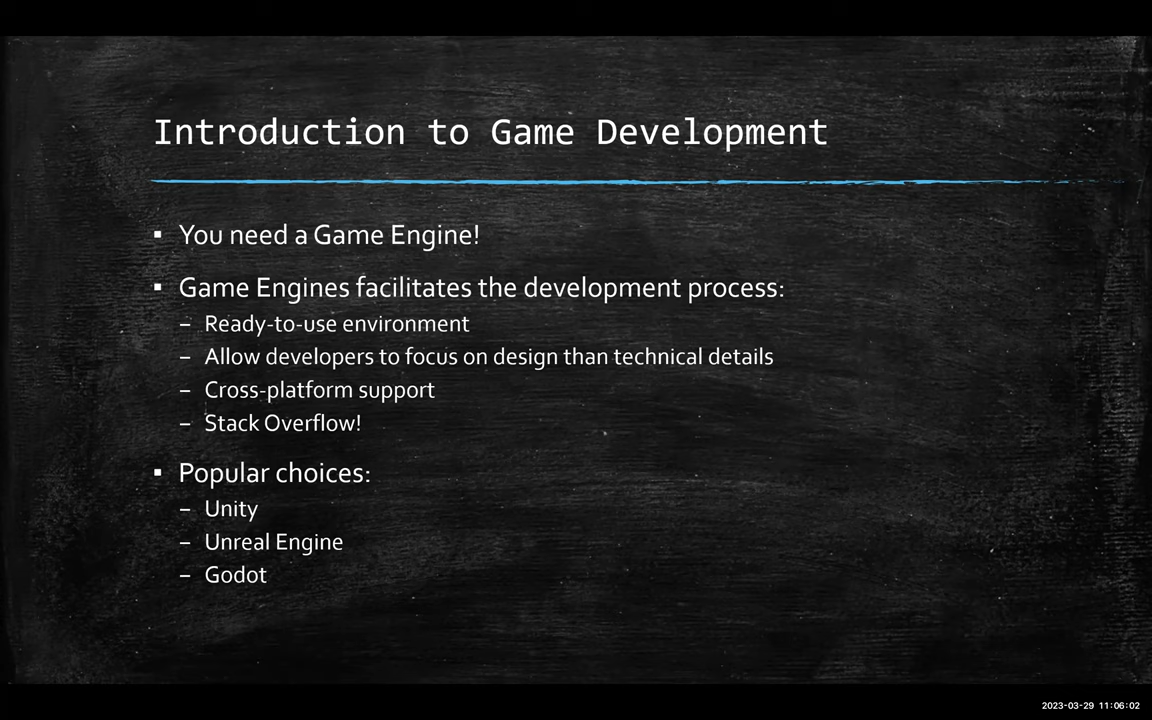 Introduction to Game Development
▪ You need a Game Engine!
▪ Game Engines facilitates the development process:
– Ready-to-use environment
– Allow developers to focus on design than technical details
– Cross-platform support
– Stack Overflow!
▪ Popular choices:
– Unity
– Unreal Engine
– Godot
2023-03-29 11:06:02